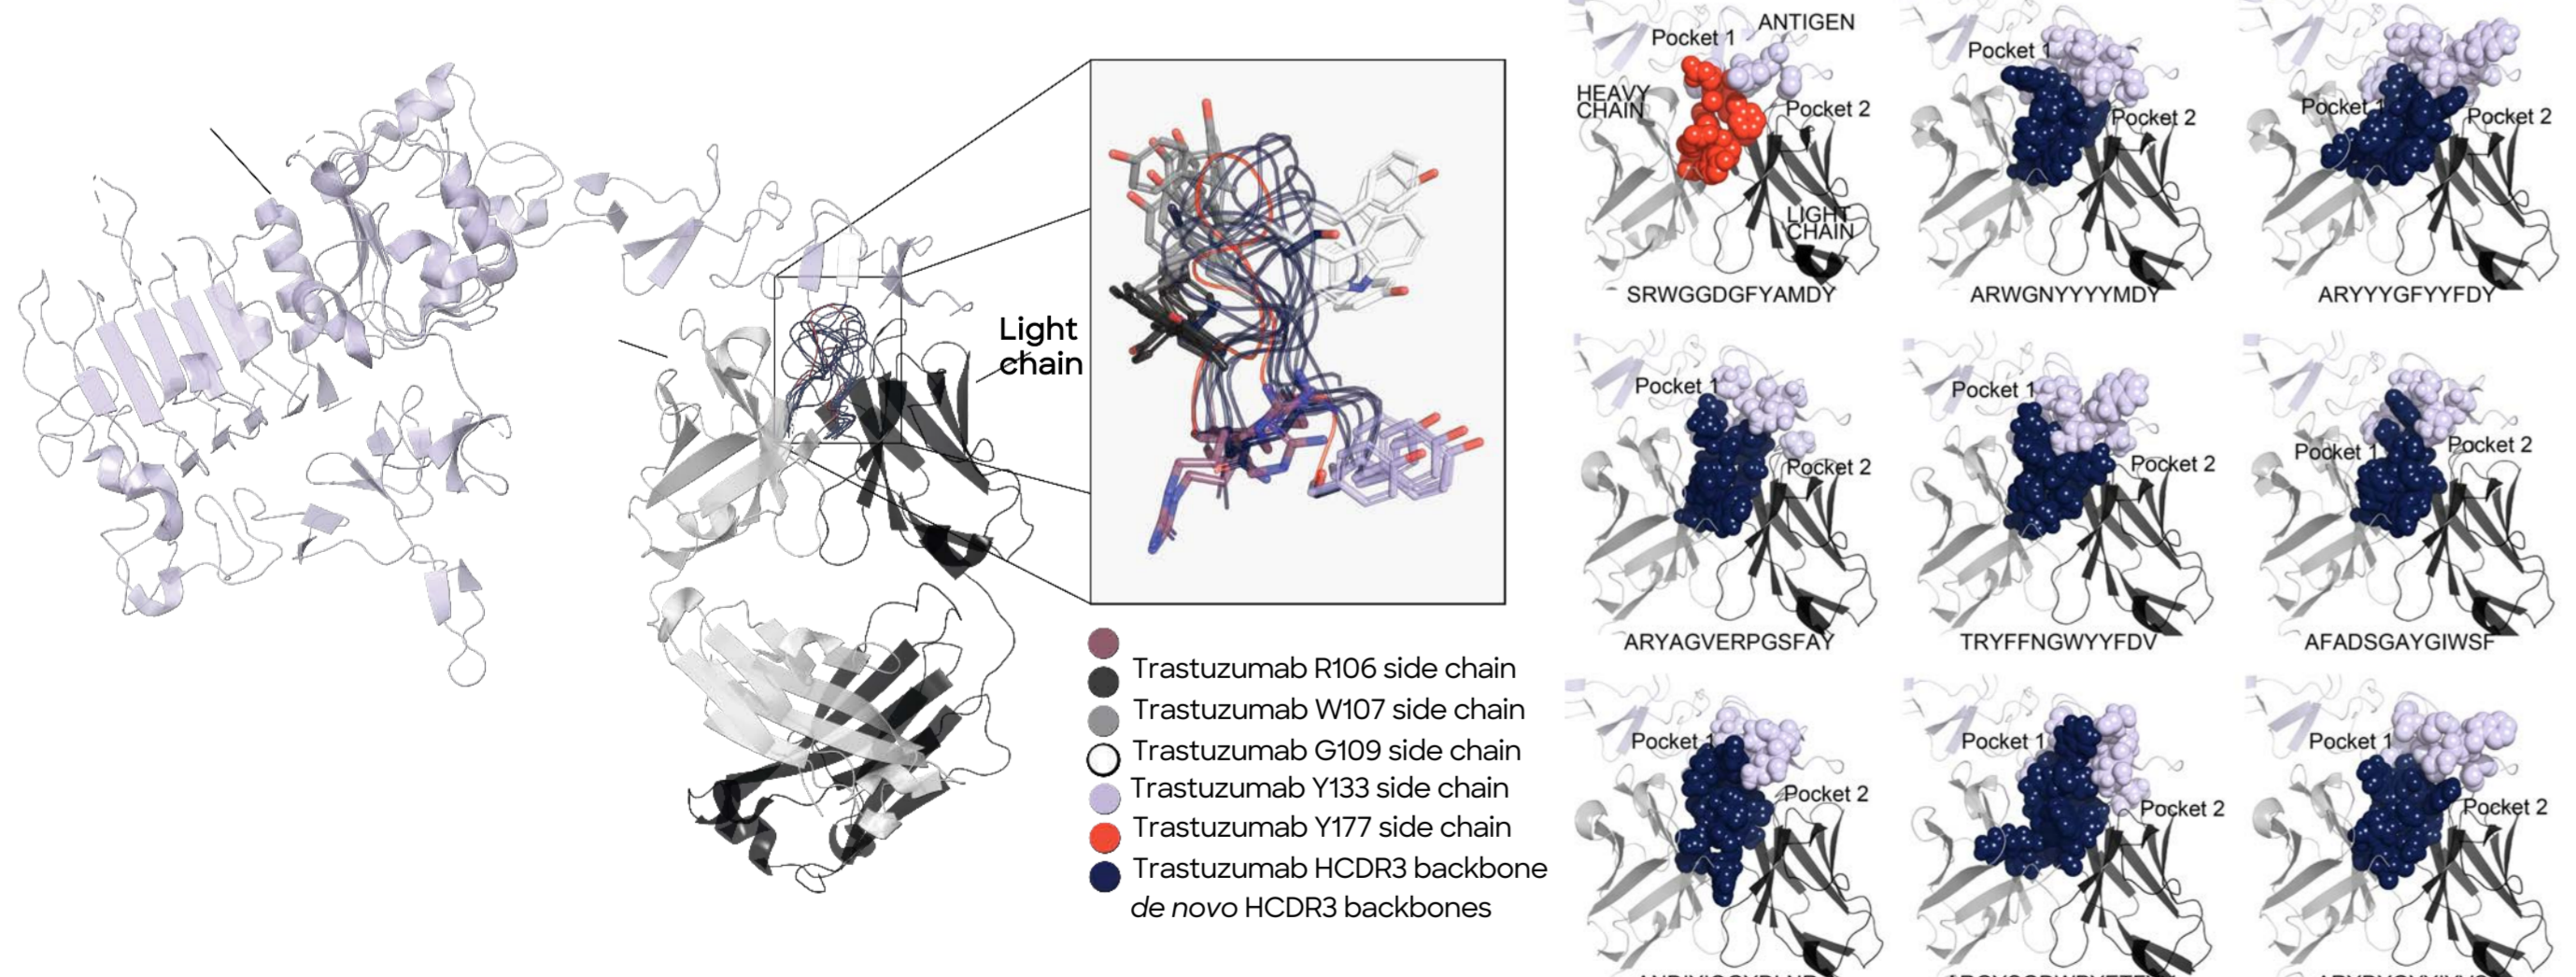 Light
chain
Trastuzumab R106 side chain
Trastuzumab W107 side chain
Trastuzumab G109 side chain
Trastuzumab Y133 side chain
Trastuzumab Y177 side chain
Trastuzumab HCDR3 backbone
de novo HCDR3 backbones
Pocket 1
ANTIGEN
HEAVY
CHAIN
Pocket 2
LIGHT
CHAIN
SRWGGDGFYAMDY
Pocket 1
Pocket 2
ARWGNYYYYMDY
Pocket 1
Pocket 2
ARYYYGFYYFDY
Pocket 1
Pocket 2
ARYAGVERPGSFAY
Pocket 1
Pocket 2
TRYFFNGWYYFDV
Pocket 1
Pocket 2
AFADSGAYGIWSF
Pocket 1
Pocket 2
Pocket 1
Pocket 2
Pocket 1
Pocket 2